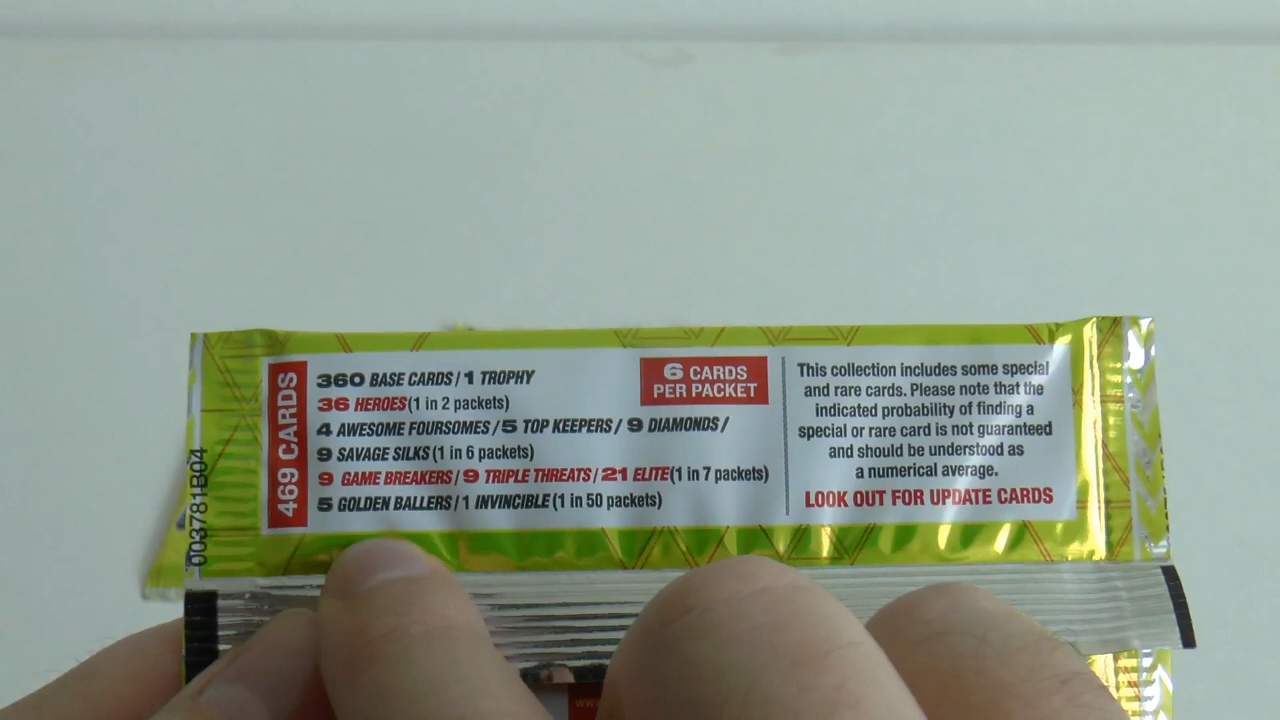 469 CARDS
360 BASE CARDS / 1 TROPHY
36 HEROES (1 in 2 packets)
4 AWESOME FOURSOMES / 5 TOP KEEPERS / 9 DIAMONDS /
9 SAVAGE SILKS (1 in 6 packets)
9 GAME BREAKERS / 9 TRIPLE THREATS / 21 ELITE (1 in 7 packets)
5 GOLDEN BALLERS / 1 INVINCIBLE (1 in 50 packets)
6 CARDS
PER PACKET
This collection includes some special
and rare cards. Please note that the
indicated probability of finding a
special or rare card is not guaranteed
and should be understood as
a numerical average.
LOOK OUT FOR UPDATE CARDS
003781B04